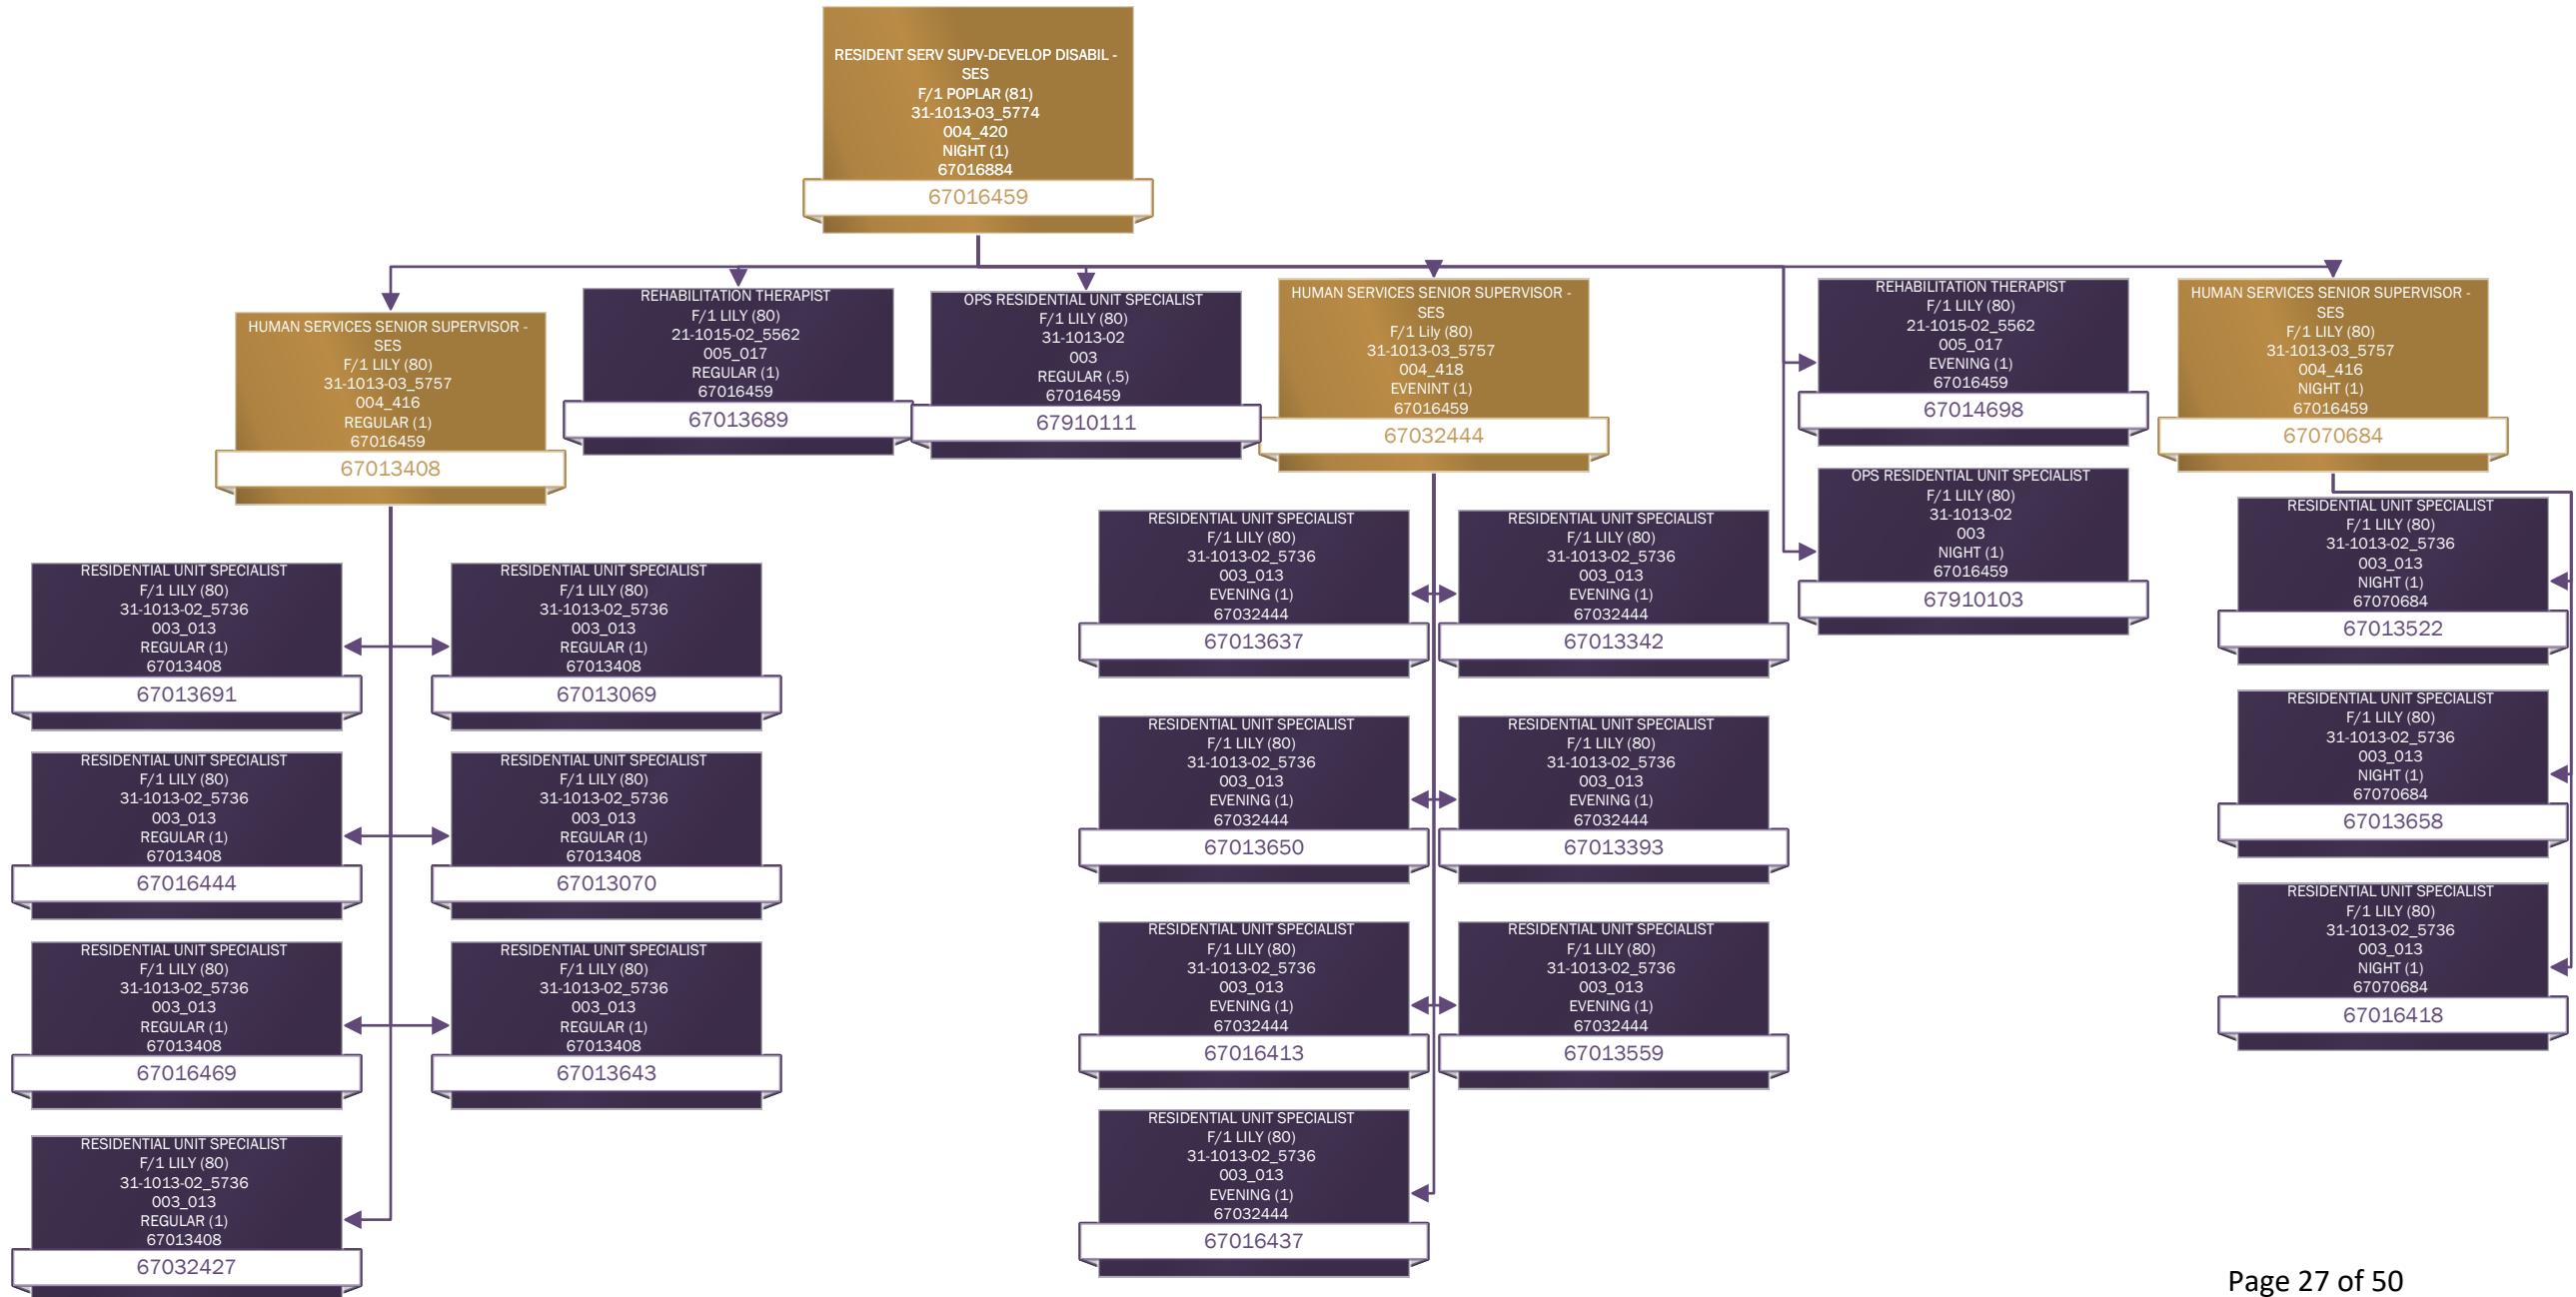 RESIDENT SERV SUPV-DEVELOP DISABIL -
SES
F/1 POPLAR (81)
31-1013-03_5774
004_420
NIGHT (1)
67016884
67016459
HUMAN SERVICES SENIOR SUPERVISOR -
SES
F/1 LILY (80)
31-1013-03_5757
004_416
REGULAR (1)
67016459
67013408
REHABILITATION THERAPIST
F/1 LILY (80)
21-1015-02_5562
005_017
REGULAR (1)
67016459
67013689
OPS RESIDENTIAL UNIT SPECIALIST
F/1 LILY (80)
31-1013-02
003
REGULAR (.5)
67016459
67910111
HUMAN SERVICES SENIOR SUPERVISOR -
SES
F/1 Lily (80)
31-1013-03_5757
004_418
EVENINT (1)
67016459
67032444
REHABILITATION THERAPIST
F/1 LILY (80)
21-1015-02_5562
005_017
EVENING (1)
67016459
67014698
OPS RESIDENTIAL UNIT SPECIALIST
F/1 LILY (80)
31-1013-02
003
NIGHT (1)
67016459
67910103
HUMAN SERVICES SENIOR SUPERVISOR -
SES
F/1 LILY (80)
31-1013-03_5757
004_416
NIGHT (1)
67016459
67070684
RESIDENTIAL UNIT SPECIALIST
F/1 LILY (80)
31-1013-02_5736
003_013
REGULAR (1)
67013408
67013691
RESIDENTIAL UNIT SPECIALIST
F/1 LILY (80)
31-1013-02_5736
003_013
REGULAR (1)
67013408
67013069
RESIDENTIAL UNIT SPECIALIST
F/1 LILY (80)
31-1013-02_5736
003_013
REGULAR (1)
67013408
67016444
RESIDENTIAL UNIT SPECIALIST
F/1 LILY (80)
31-1013-02_5736
003_013
REGULAR (1)
67013408
67013070
RESIDENTIAL UNIT SPECIALIST
F/1 LILY (80)
31-1013-02_5736
003_013
REGULAR (1)
67013408
67016469
RESIDENTIAL UNIT SPECIALIST
F/1 LILY (80)
31-1013-02_5736
003_013
REGULAR (1)
67013408
67013643
RESIDENTIAL UNIT SPECIALIST
F/1 LILY (80)
31-1013-02_5736
003_013
REGULAR (1)
67013408
67032427
RESIDENTIAL UNIT SPECIALIST
F/1 LILY (80)
31-1013-02_5736
003_013
EVENING (1)
67032444
67013637
RESIDENTIAL UNIT SPECIALIST
F/1 LILY (80)
31-1013-02_5736
003_013
EVENING (1)
67032444
67013342
RESIDENTIAL UNIT SPECIALIST
F/1 LILY (80)
31-1013-02_5736
003_013
EVENING (1)
67032444
67013650
RESIDENTIAL UNIT SPECIALIST
F/1 LILY (80)
31-1013-02_5736
003_013
EVENING (1)
67032444
67013393
RESIDENTIAL UNIT SPECIALIST
F/1 LILY (80)
31-1013-02_5736
003_013
EVENING (1)
67032444
67016413
RESIDENTIAL UNIT SPECIALIST
F/1 LILY (80)
31-1013-02_5736
003_013
EVENING (1)
67032444
67013559
RESIDENTIAL UNIT SPECIALIST
F/1 LILY (80)
31-1013-02_5736
003_013
EVENING (1)
67032444
67016437
RESIDENTIAL UNIT SPECIALIST
F/1 LILY (80)
31-1013-02_5736
003_013
NIGHT (1)
67070684
67013522
RESIDENTIAL UNIT SPECIALIST
F/1 LILY (80)
31-1013-02_5736
003_013
NIGHT (1)
67070684
67013658
RESIDENTIAL UNIT SPECIALIST
F/1 LILY (80)
31-1013-02_5736
003_013
NIGHT (1)
67070684
67016418
Page 27 of 50